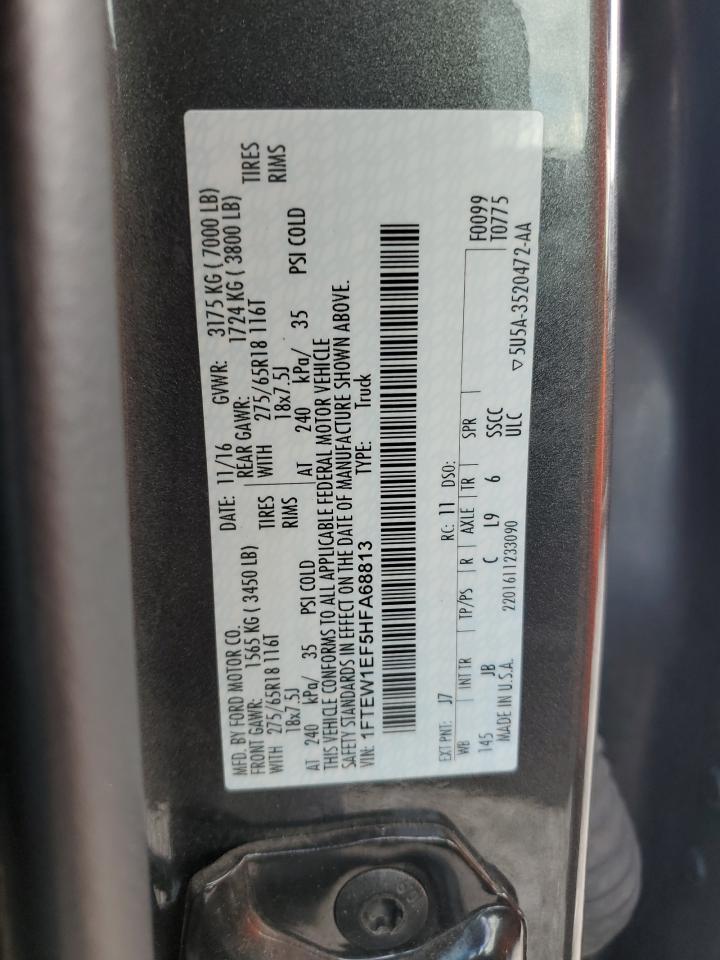 MFD. BY FORD MOTOR CO.
DATE: 11/16 GVWR: 3175 KG ( 7000 LB)
FRONT GAWR: 1565 KG ( 3450 LB) REAR GAWR: 1724 KG ( 3800 LB)
WITH 275/65R18 116T TIRES WITH 275/65R18 116T TIRES
18x7.5J RIMS 18x7.5J RIMS
AT 240 kPa/ 35 PSI COLD AT 240 kPa/ 35 PSI COLD
THIS VEHICLE CONFORMS TO ALL APPLICABLE FEDERAL MOTOR VEHICLE
SAFETY STANDARDS IN EFFECT ON THE DATE OF MANUFACTURE SHOWN ABOVE.
VIN: 1FTEW1EF5HFA68813 TYPE: Truck
EXT PNT: J7 RC: 11 DSO: F0099
T0775
WB INT TR TP/PS R AXLE TR SPR
145 JB C L9 6 SSCC
ULC
MADE IN U.S.A. 2201611233090 ▽5U5A-3520472-AA